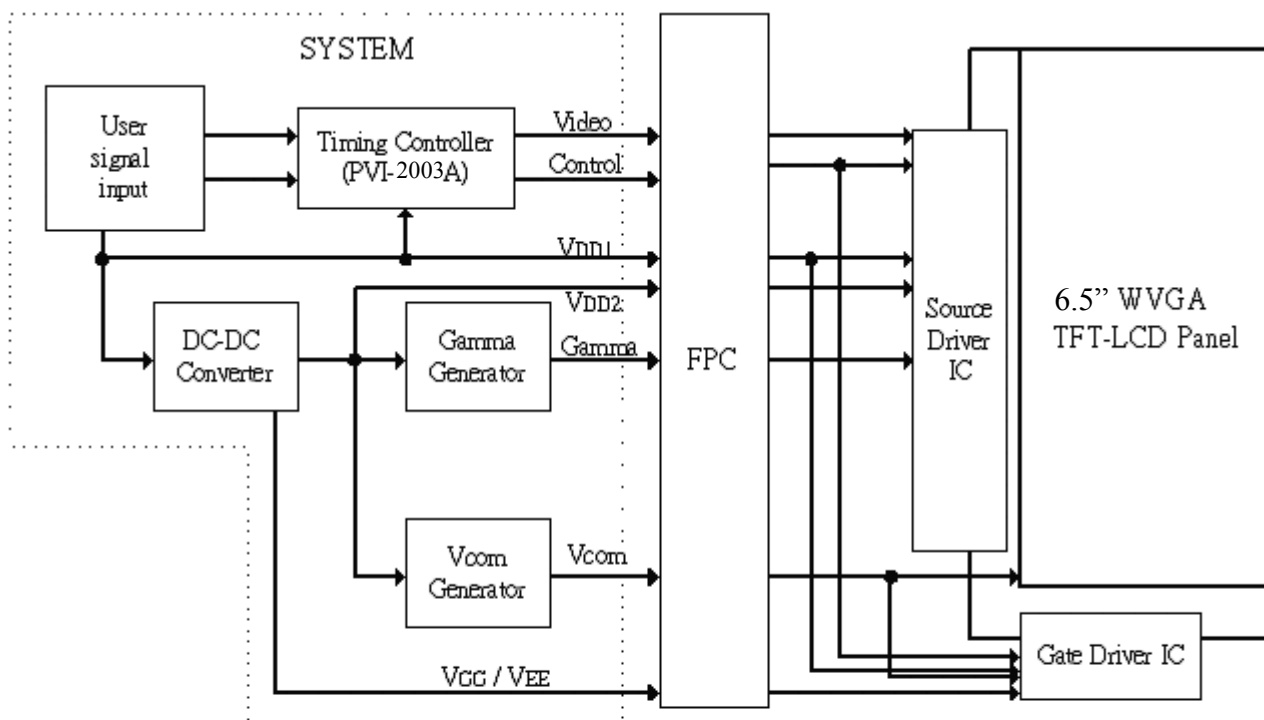 SYSTEM
User
signal
input
Timing Controller
(PVI-2003A)
Video
Control
VDD1
VDD2
DC-DC
Converter
Gamma
Generator
Gamma
FPC
Source
Driver
IC
6.5” WVGA
TFT-LCD Panel
Vcom
Generator
Vcom
VGG / VEE
Gate Driver IC